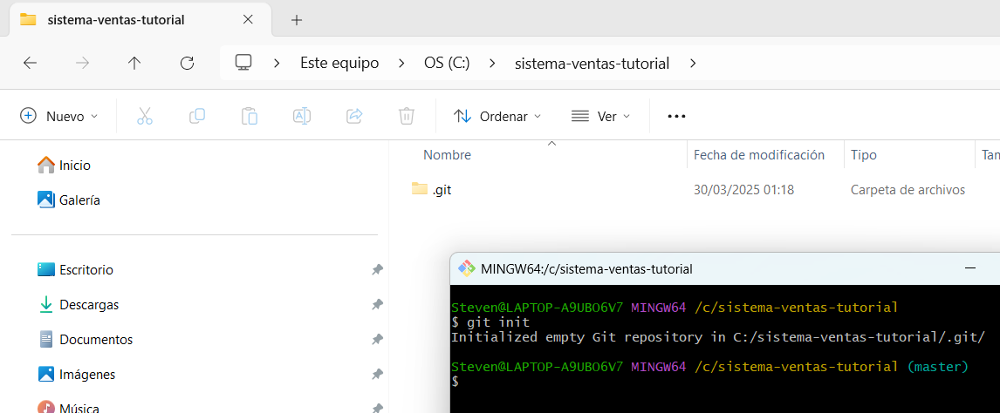 sistema-ventas-tutorial
Este equipo > OS (C:) > sistema-ventas-tutorial >
Nuevo
Ordenar
Ver
Inicio
Galería
Escritorio
Descargas
Documentos
Imágenes
Música
Nombre Fecha de modificación Tipo Tam
.git 30/03/2025 01:18 Carpeta de archivos
MINGW64:/c/sistema-ventas-tutorial
Steven@LAPTOP-A9UBO6V7 MINGW64 /c/sistema-ventas-tutorial
$ git init
Initialized empty Git repository in C:/sistema-ventas-tutorial/.git/
Steven@LAPTOP-A9UBO6V7 MINGW64 /c/sistema-ventas-tutorial (master)
$